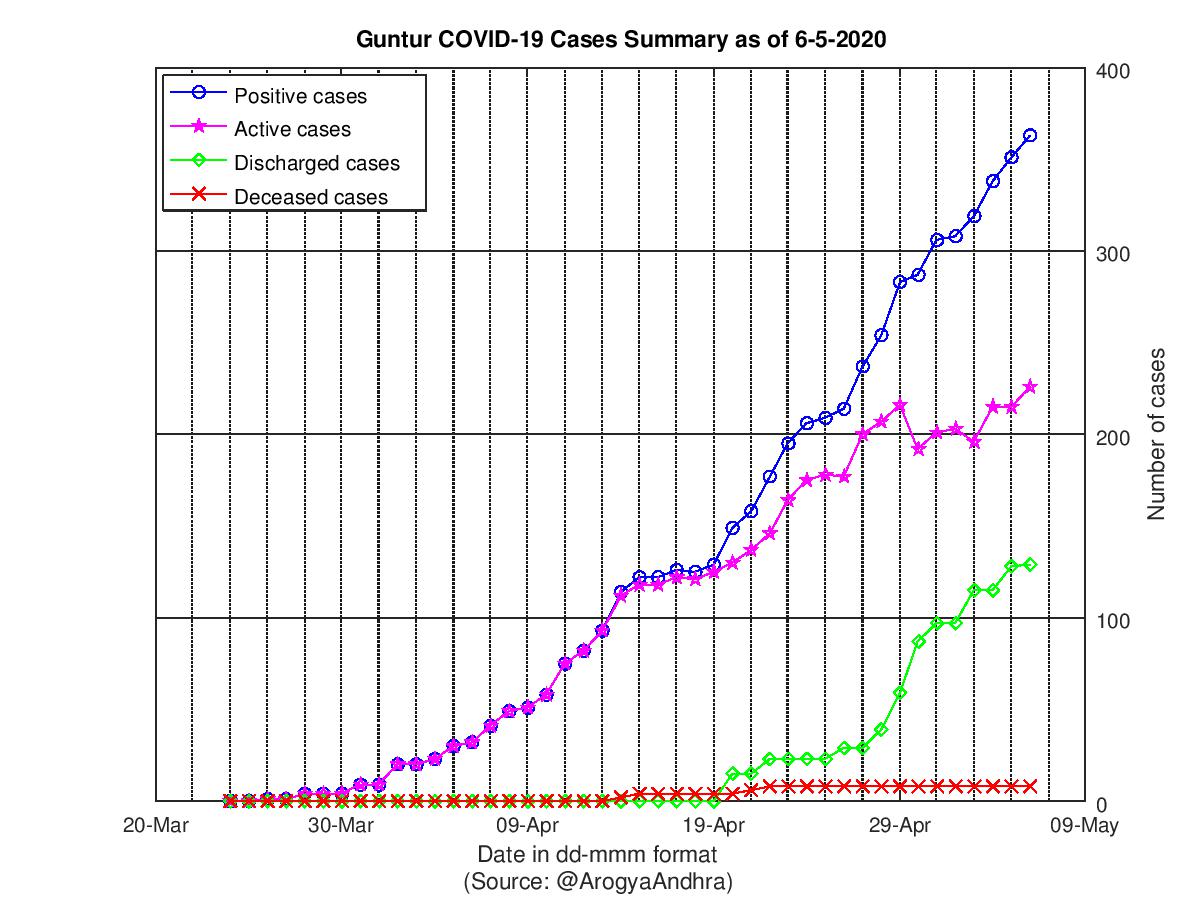 Guntur COVID-19 Cases Summary as of 6-5-2020
Positive cases
Active cases
Discharged cases
Deceased cases
400
300
200
100
0
Number of cases
20-Mar
30-Mar
09-Apr
19-Apr
29-Apr
09-May
Date in dd-mmm format
(Source: @ArogyaAndhra)